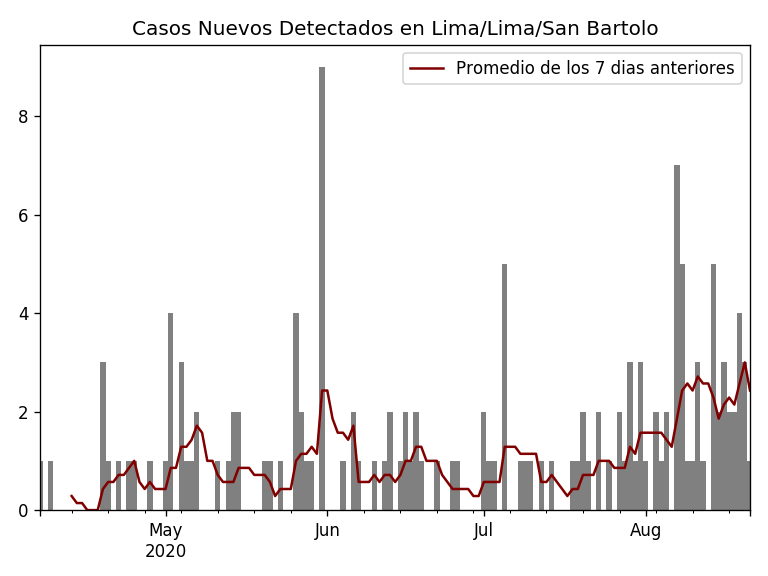 Casos Nuevos Detectados en Lima/Lima/San Bartolo
Promedio de los 7 dias anteriores
8
6
4
2
0
May
2020
Jun
Jul
Aug